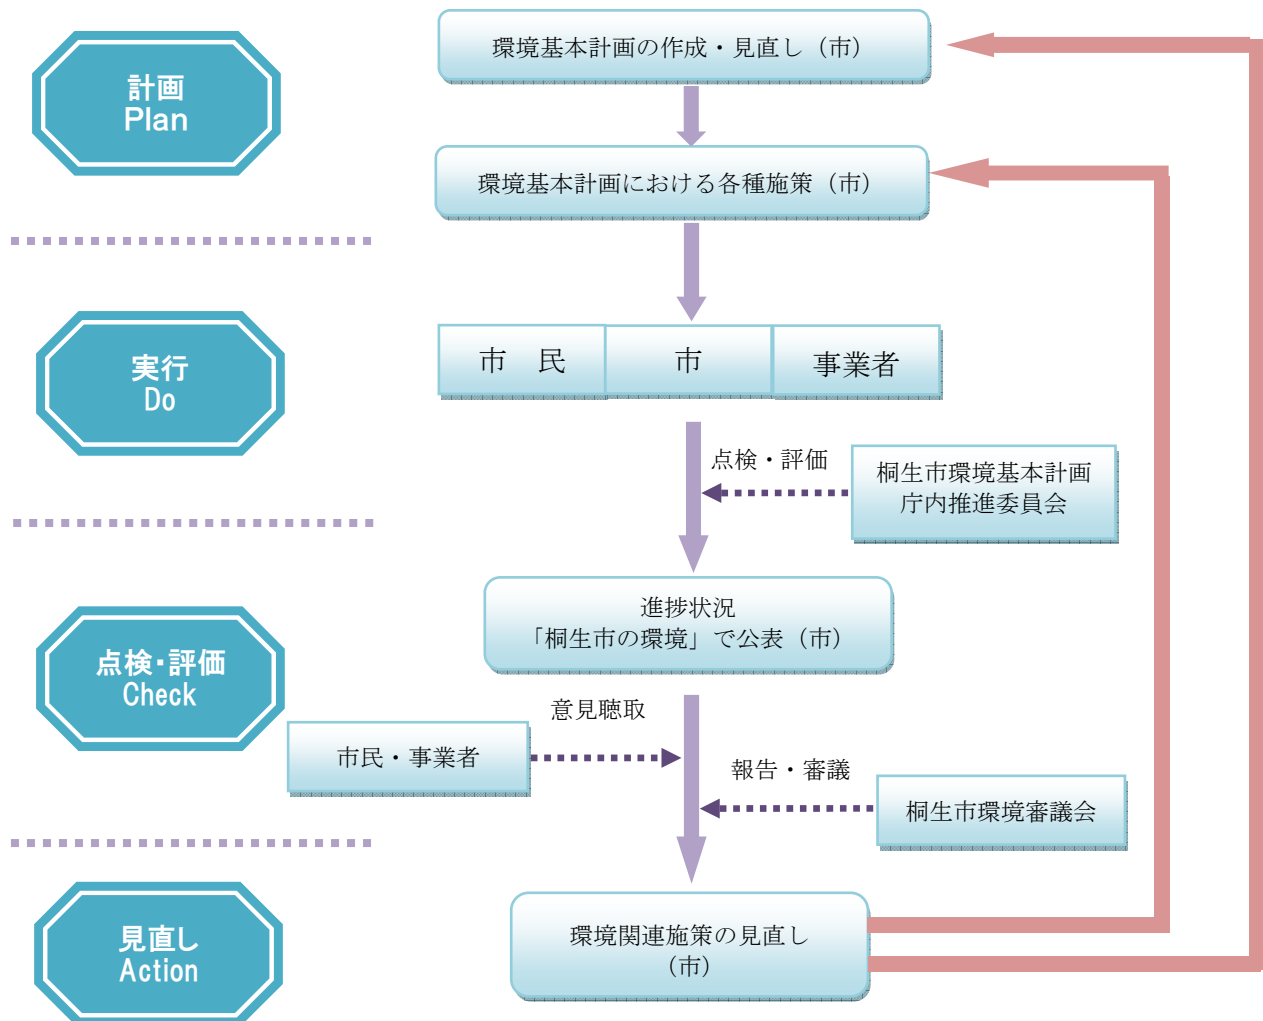 計画
Plan
環境基本計画の作成・見直し（市）
環境基本計画における各種施策（市）
実行
Do
市　民
市
事業者
点検・評価
桐生市環境基本計画
庁内推進委員会
点検・評価
Check
進捗状況
「桐生市の環境」で公表（市）
意見聴取
市民・事業者
報告・審議
桐生市環境審議会
見直し
Action
環境関連施策の見直し
（市）